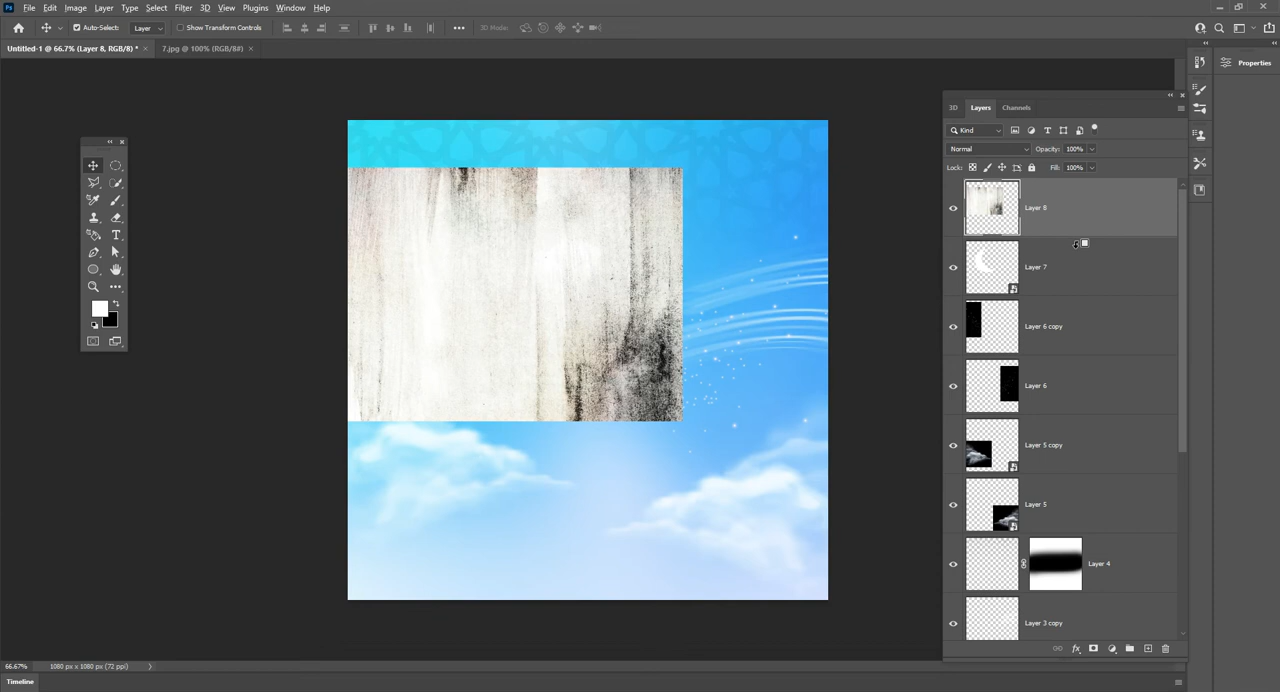 Ps File Edit Image Layer Type Select Filter 3D View Plugins Window Help
Auto-Select: Layer Show Transform Controls 3D Mode:
Untitled-1 @ 66.7% (Layer 8, RGB/8) * 7.jpg @ 100% (RGB/8#)
Properties
3D Layers Channels
Kind
Normal Opacity: 100%
Lock: Fill: 100%
Layer 8
Layer 7
Layer 6 copy
Layer 6
Layer 5 copy
Layer 5
Layer 4
Layer 3 copy
66.67% 1080 px x 1080 px (72 ppi)
Timeline